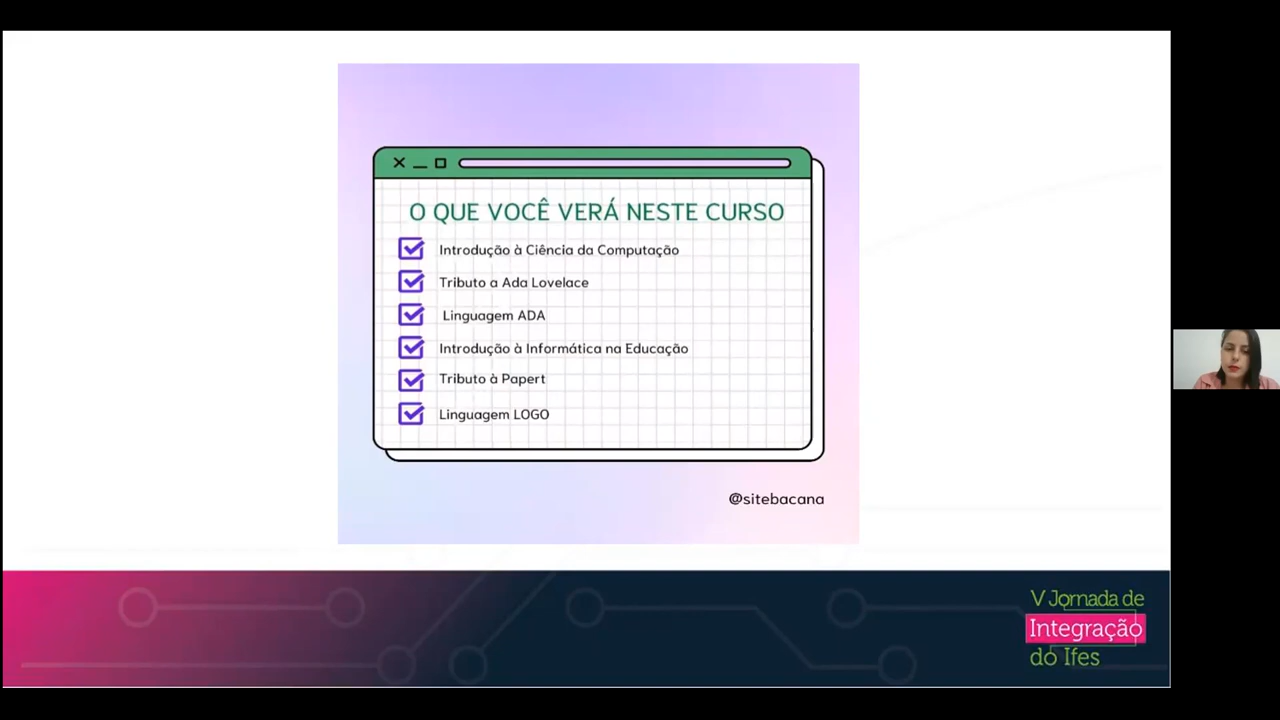 O QUE VOCÊ VERÁ NESTE CURSO
Introdução à Ciência da Computação
Tributo a Ada Lovelace
Linguagem ADA
Introdução à Informática na Educação
Tributo à Papert
Linguagem LOGO
@sitebacana
V Jornada de
Integração
do Ifes